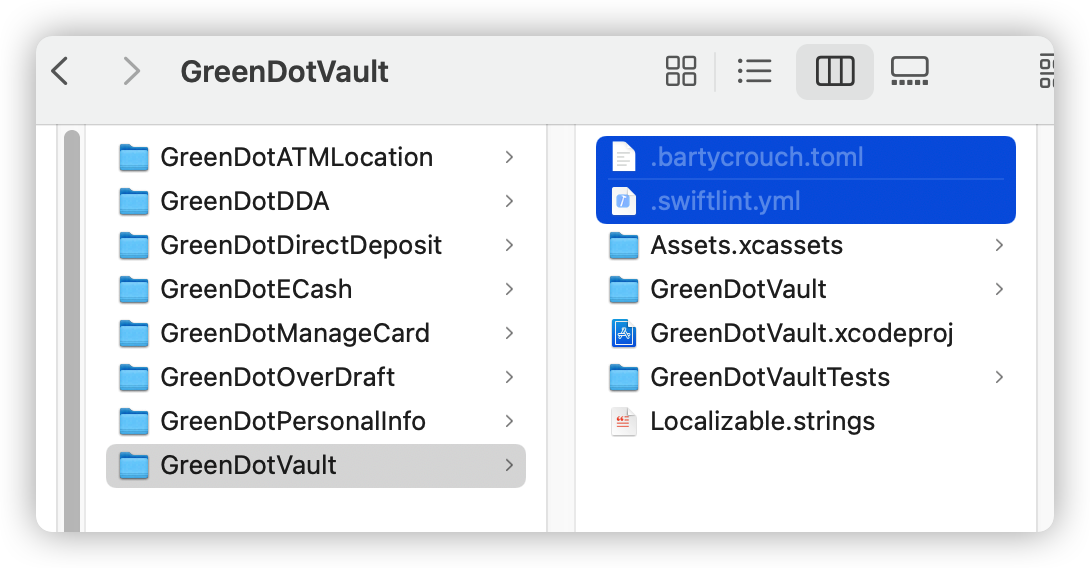 GreenDotVault
GreenDotATMLocation
GreenDotDDA
GreenDotDirectDeposit
GreenDotECash
GreenDotManageCard
GreenDotOverDraft
GreenDotPersonalInfo
GreenDotVault
.bartycrouch.toml
.swiftlint.yml
Assets.xcassets
GreenDotVault
GreenDotVault.xcodeproj
GreenDotVaultTests
Localizable.strings